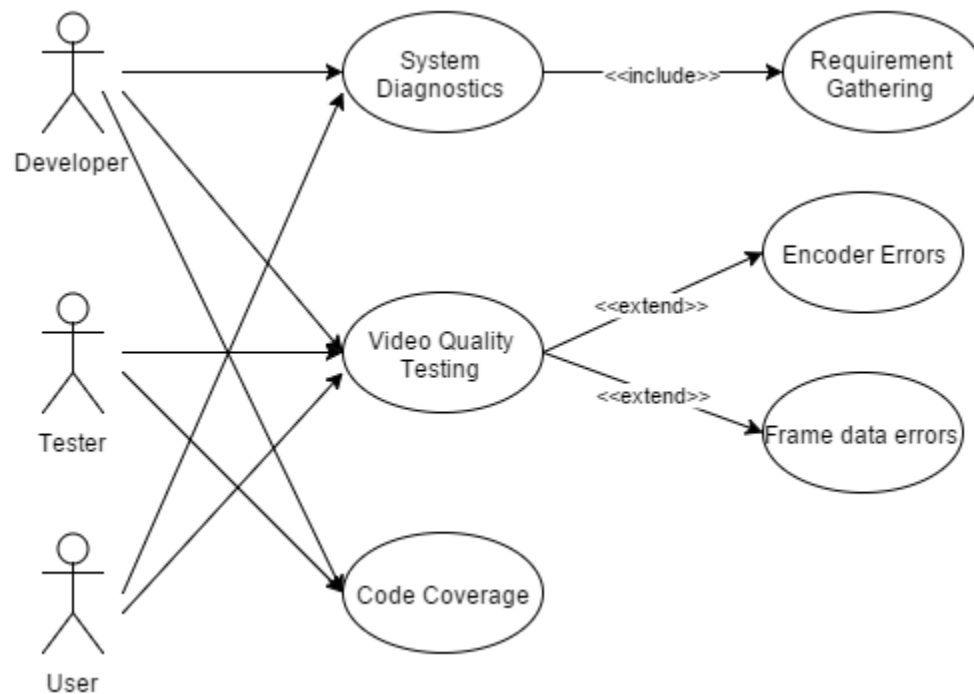 System
Diagnostics
<<include>>
Requirement
Gathering
Developer
Encoder Errors
<<extend>>
Video Quality
Testing
<<extend>>
Frame data errors
Tester
Code Coverage
User